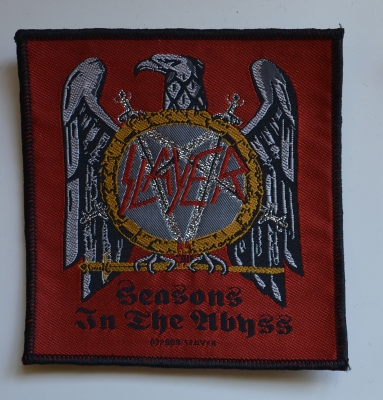 SLAYER
Seasons
In The Abyss